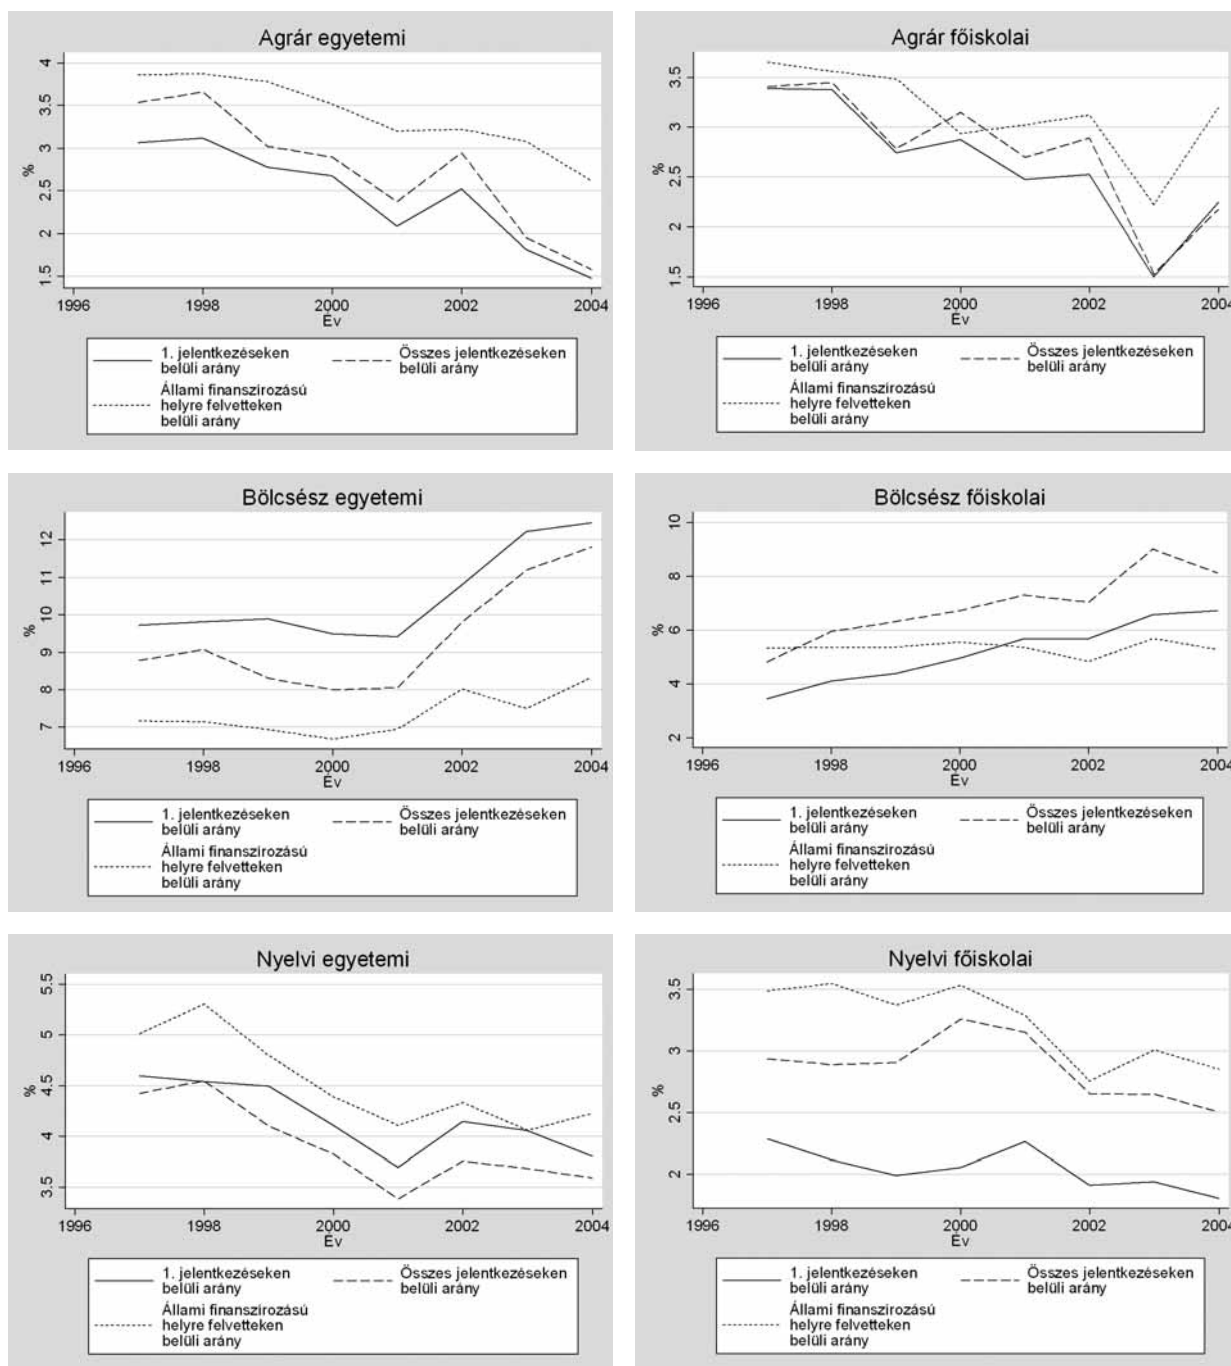 Agrár egyetemi
%
4
3.5
3
2.5
2
1.5
1996 1998 2000 2002 2004
Év
1. jelentkezéseken belüli arány
Összes jelentkezéseken belüli arány
Állami finanszírozású helyre felvetteken belüli arány
Agrár főiskolai
%
3.5
3
2.5
2
1.5
1996 1998 2000 2002 2004
Év
1. jelentkezéseken belüli arány
Összes jelentkezéseken belüli arány
Állami finanszírozású helyre felvetteken belüli arány
Bölcsész egyetemi
%
12
11
10
9
8
7
1996 1998 2000 2002 2004
Év
1. jelentkezéseken belüli arány
Összes jelentkezéseken belüli arány
Állami finanszírozású helyre felvetteken belüli arány
Bölcsész főiskolai
%
10
8
6
4
2
1996 1998 2000 2002 2004
Év
1. jelentkezéseken belüli arány
Összes jelentkezéseken belüli arány
Állami finanszírozású helyre felvetteken belüli arány
Nyelvi egyetemi
%
5.5
5
4.5
4
3.5
1996 1998 2000 2002 2004
Év
1. jelentkezéseken belüli arány
Összes jelentkezéseken belüli arány
Állami finanszírozású helyre felvetteken belüli arány
Nyelvi főiskolai
%
3.5
3
2.5
2
1996 1998 2000 2002 2004
Év
1. jelentkezéseken belüli arány
Összes jelentkezéseken belüli arány
Állami finanszírozású helyre felvetteken belüli arány